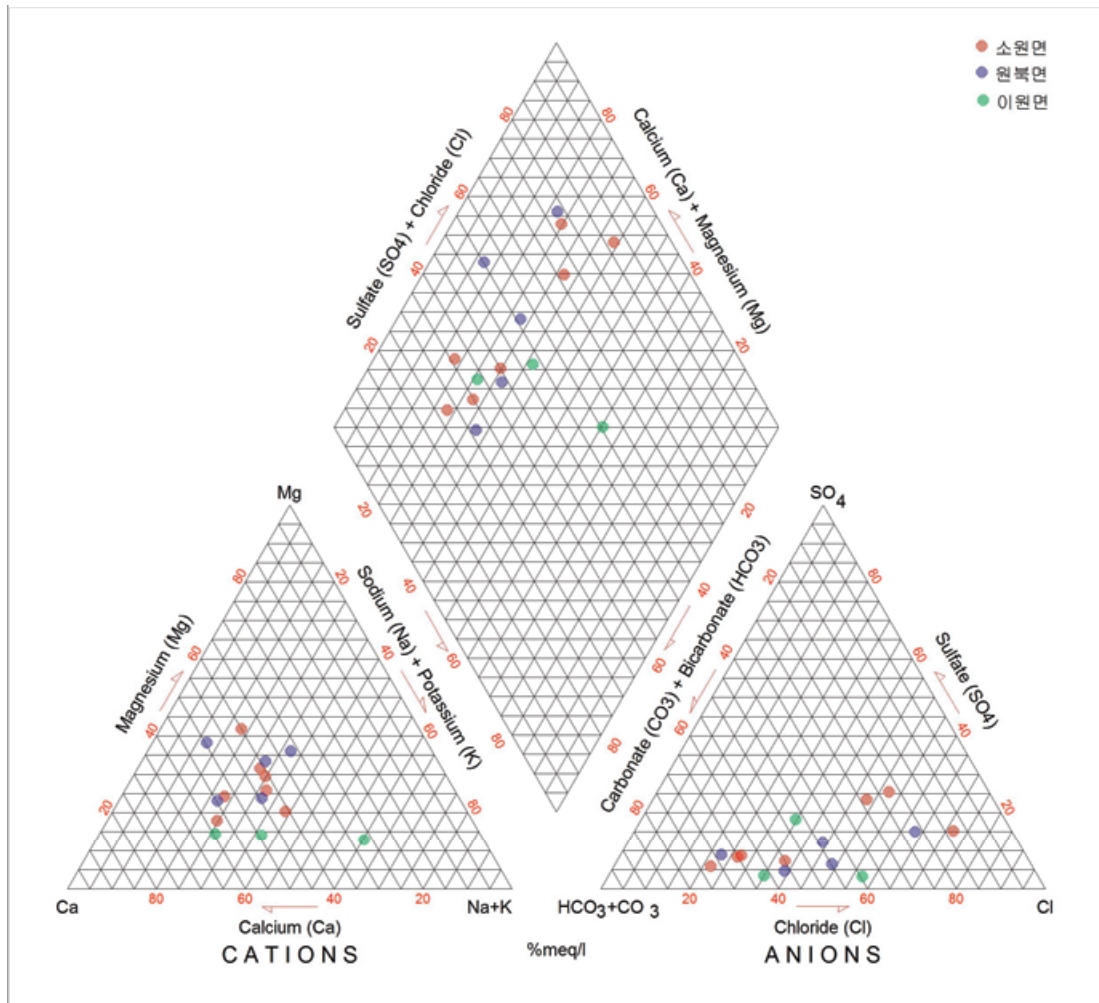 소원면
원북면
이원면
80
80
Sulfate (SO4) + Chloride (Cl)
Calcium (Ca) + Magnesium (Mg)
60
60
40
40
20
20
Mg
SO4
20
20
80
20
40
40
20
Magnesium (Mg)
Sodium (Na) + Potassium (K)
Carbonate (CO3) + Bicarbonate (HCO3)
Sulfate (SO4)
60
40
60
60
40
60
40
60
80
80
60
40
20
80
80
20
Ca
80
60
40
20
Na+K
HCO3+CO3
20
40
60
80
Cl
Calcium (Ca)
Chloride (Cl)
CATIONS
%meq/l
ANIONS